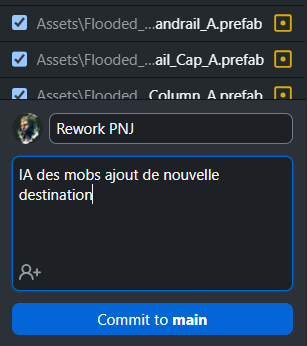 Assets\Flooded_...andrail_A.prefab
Assets\Flooded_...ail_Cap_A.prefab
Assets\Flooded_...Column_A.prefab
Rework PNJ
IA des mobs ajout de nouvelle
destination
Commit to main